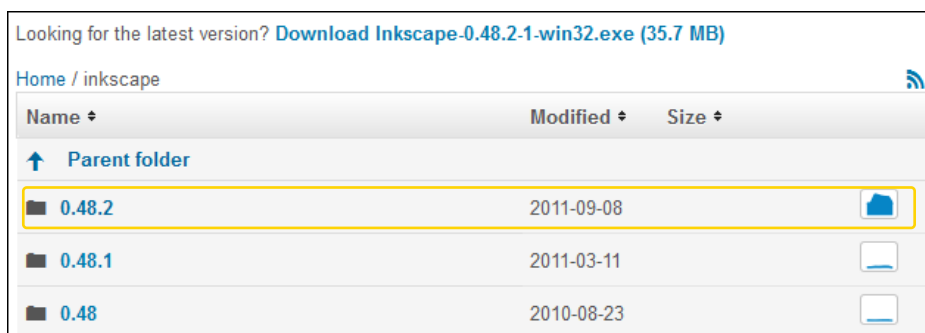 Looking for the latest version? Download Inkscape-0.48.2-1-win32.exe (35.7 MB)
Home / inkscape
Name Modified Size
Parent folder
0.48.2 2011-09-08
0.48.1 2011-03-11
0.48 2010-08-23